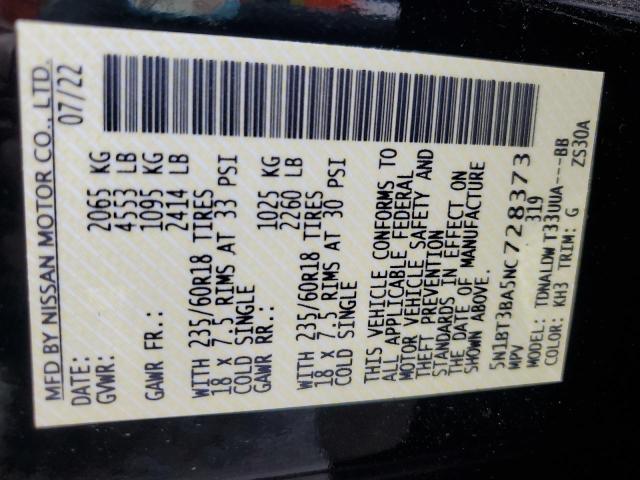 MFD BY NISSAN MOTOR CO., LTD.
DATE: 07/22
GVWR: 2065 KG
4553 LB
GAWR FR.: 1095 KG
2414 LB
WITH 235/60R18 TIRES
18 X 7.5 RIMS AT 33 PSI
COLD SINGLE
GAWR RR.: 1025 KG
2260 LB
WITH 235/60R18 TIRES
18 X 7.5 RIMS AT 30 PSI
COLD SINGLE
THIS VEHICLE CONFORMS TO
ALL APPLICABLE FEDERAL
MOTOR VEHICLE SAFETY AND
THEFT PREVENTION
STANDARDS IN EFFECT ON
THE DATE OF MANUFACTURE
SHOWN ABOVE.
5N1BT3BA5NC728373
MPV 319
MODEL: TDNALDWT33UUA---BB
COLOR: KH3 TRIM: G ZS30A